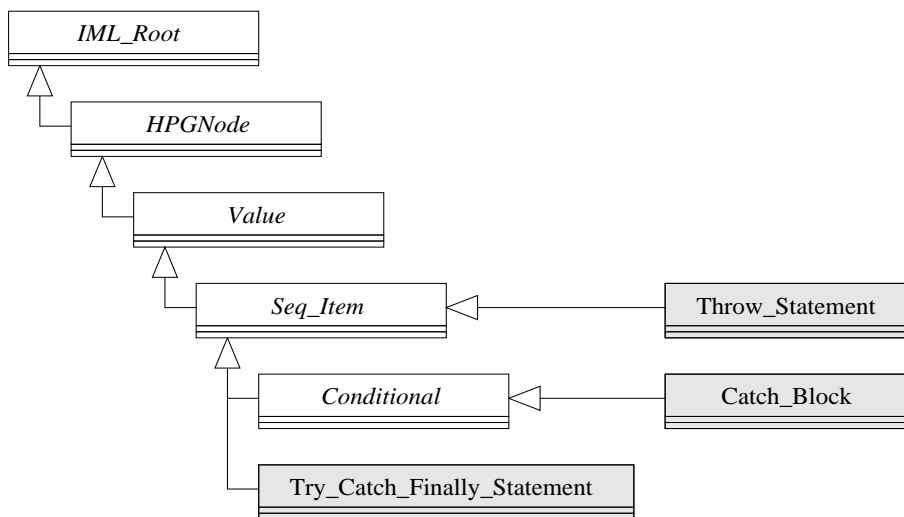 IML_Root
HPGNode
Value
Seq_Item
Throw_Statement
Conditional
Catch_Block
Try_Catch_Finally_Statement